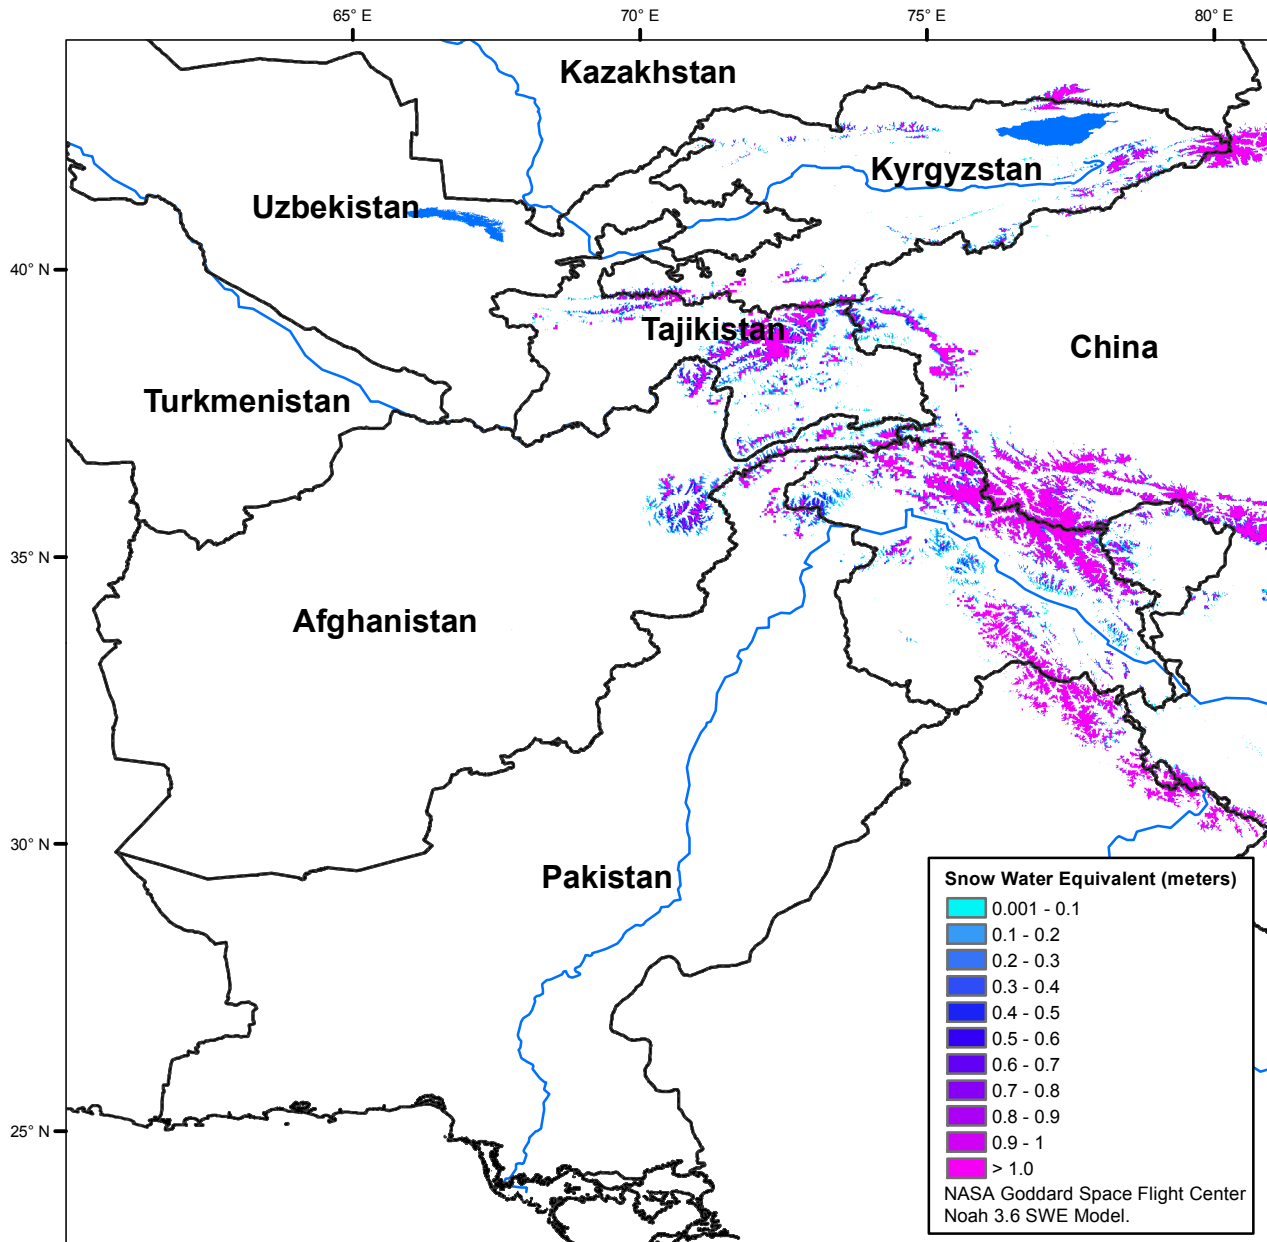 65° E
70° E
75° E
80° E
Kazakhstan
Kyrgyzstan
Uzbekistan
40° N
Tajikistan
China
Turkmenistan
35° N
Afghanistan
30° N
Pakistan
25° N
Snow Water Equivalent (meters)
0.001 - 0.1
0.1 - 0.2
0.2 - 0.3
0.3 - 0.4
0.4 - 0.5
0.5 - 0.6
0.6 - 0.7
0.7 - 0.8
0.8 - 0.9
0.9 - 1
> 1.0
NASA Goddard Space Flight Center
Noah 3.6 SWE Model.